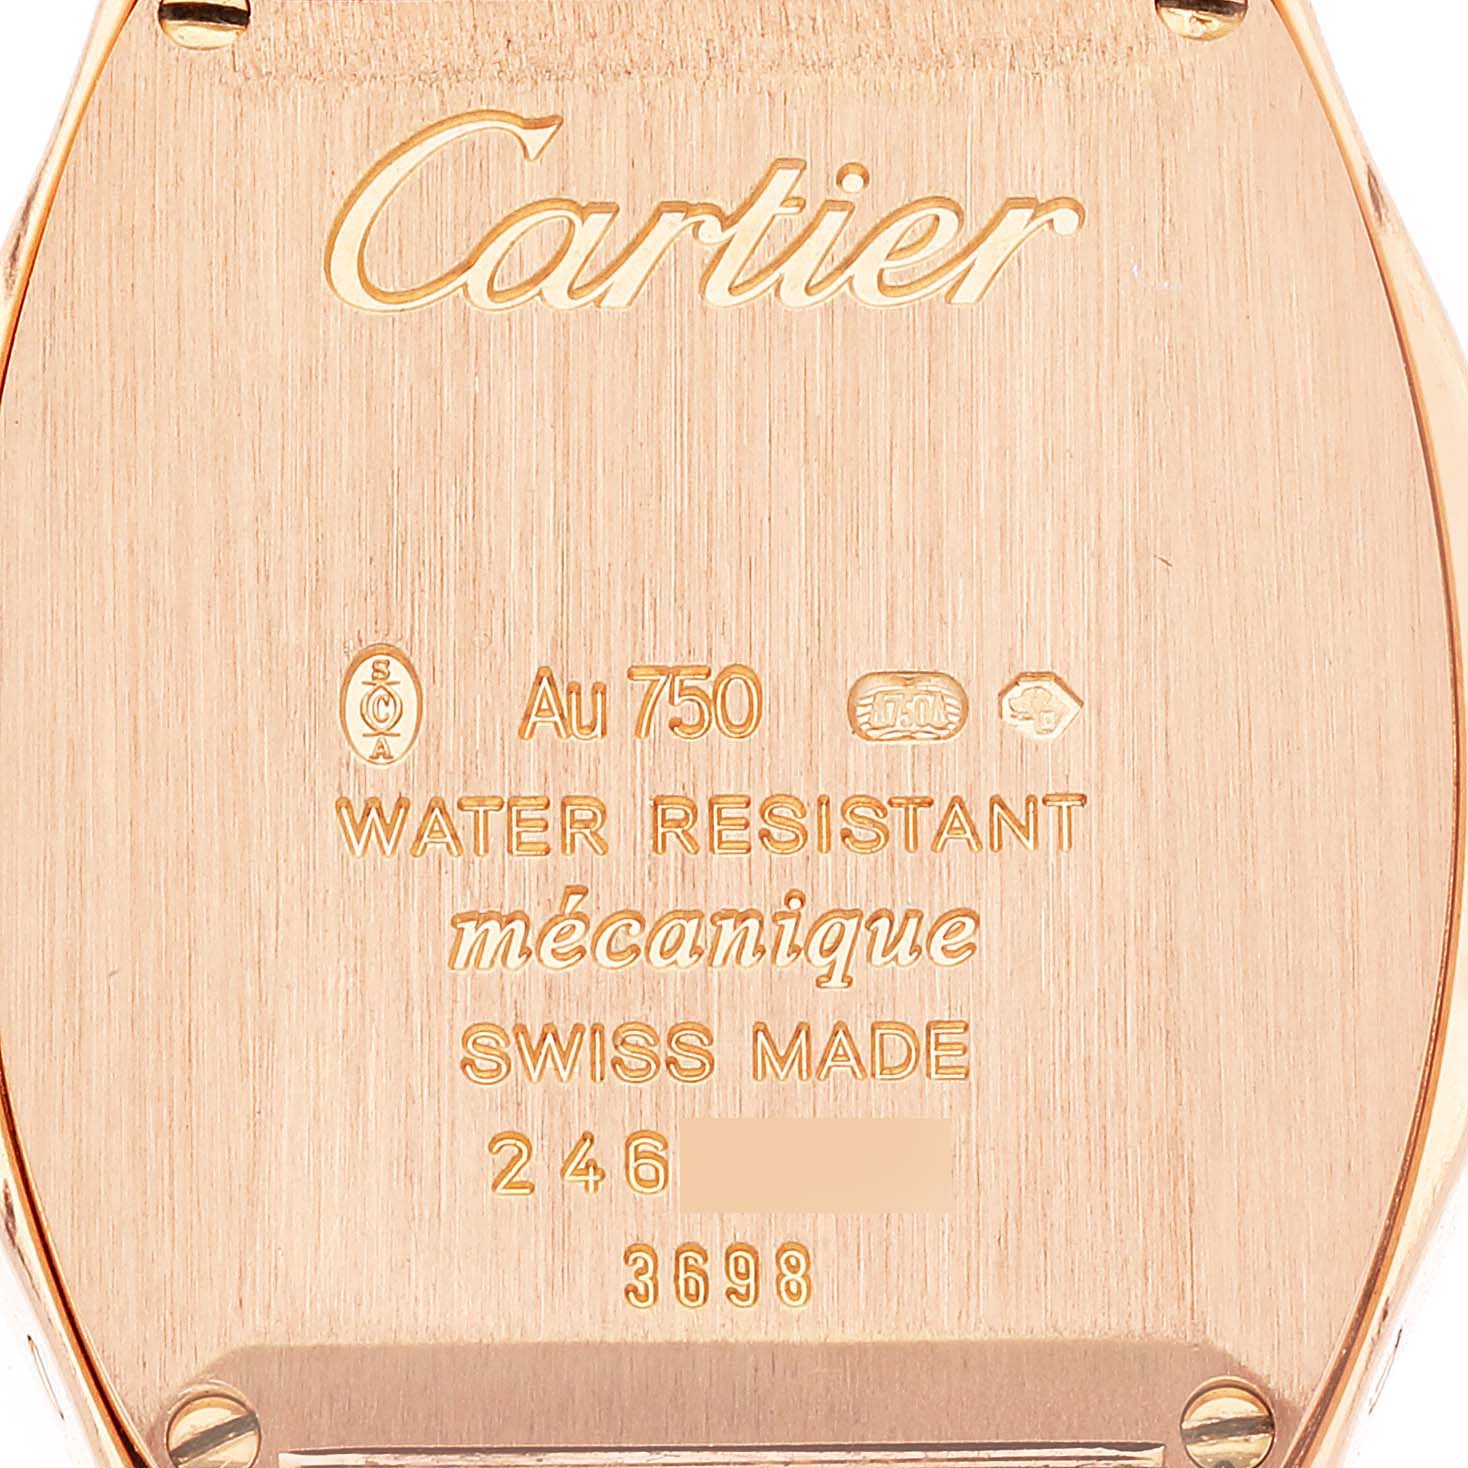 Cartier
S C A Au 750
WATER RESISTANT
mécanique
SWISS MADE
246
3698